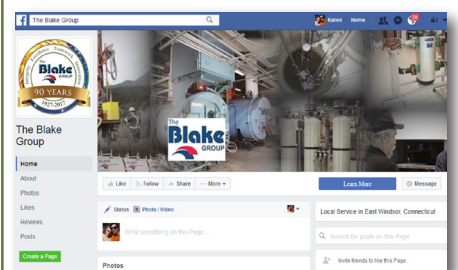 The Blake Group
Karen Home
Blake
90 YEARS
1927-2017
The
Blake
GROUP
The Blake
Group
Home
About
Photos
Likes
Reviews
Posts
Create a Page
Like Follow Share More
Learn More Message
Status Photo / Video
Write something on this Page...
Photos
Local Service in East Windsor, Connecticut
Search for posts on this Page
Invite friends to like this Page